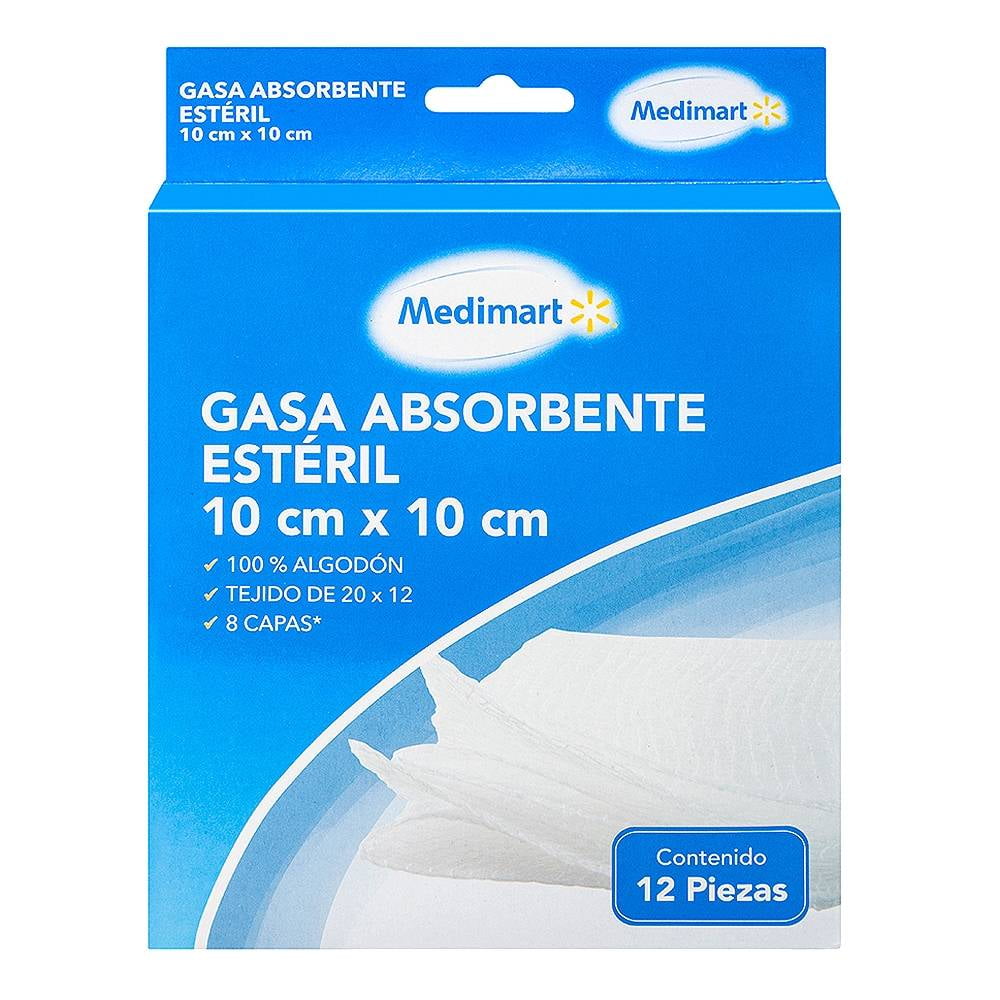 GASA ABSORBENTE
ESTÉRIL
10 cm x 10 cm
Medimart
Medimart
GASA ABSORBENTE
ESTÉRIL
10 cm x 10 cm
✓ 100 % ALGODÓN
✓ TEJIDO DE 20 x 12
✓ 8 CAPAS*
Contenido
12 Piezas